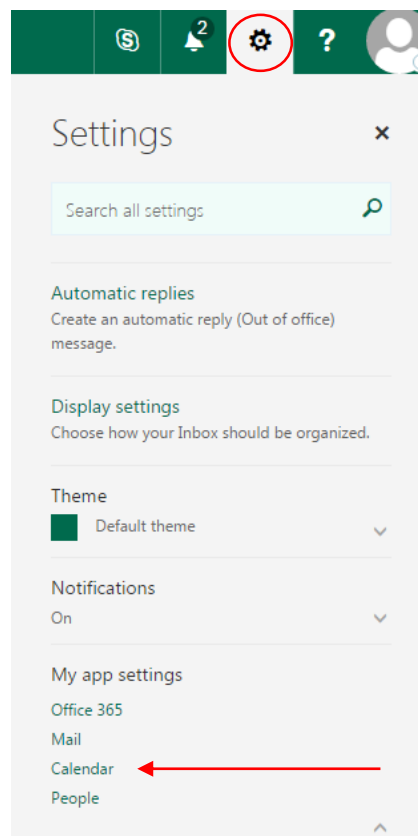 2
?
Settings
Search all settings
Automatic replies
Create an automatic reply (Out of office)
message.
Display settings
Choose how your Inbox should be organized.
Theme
Default theme
Notifications
On
My app settings
Office 365
Mail
Calendar
People